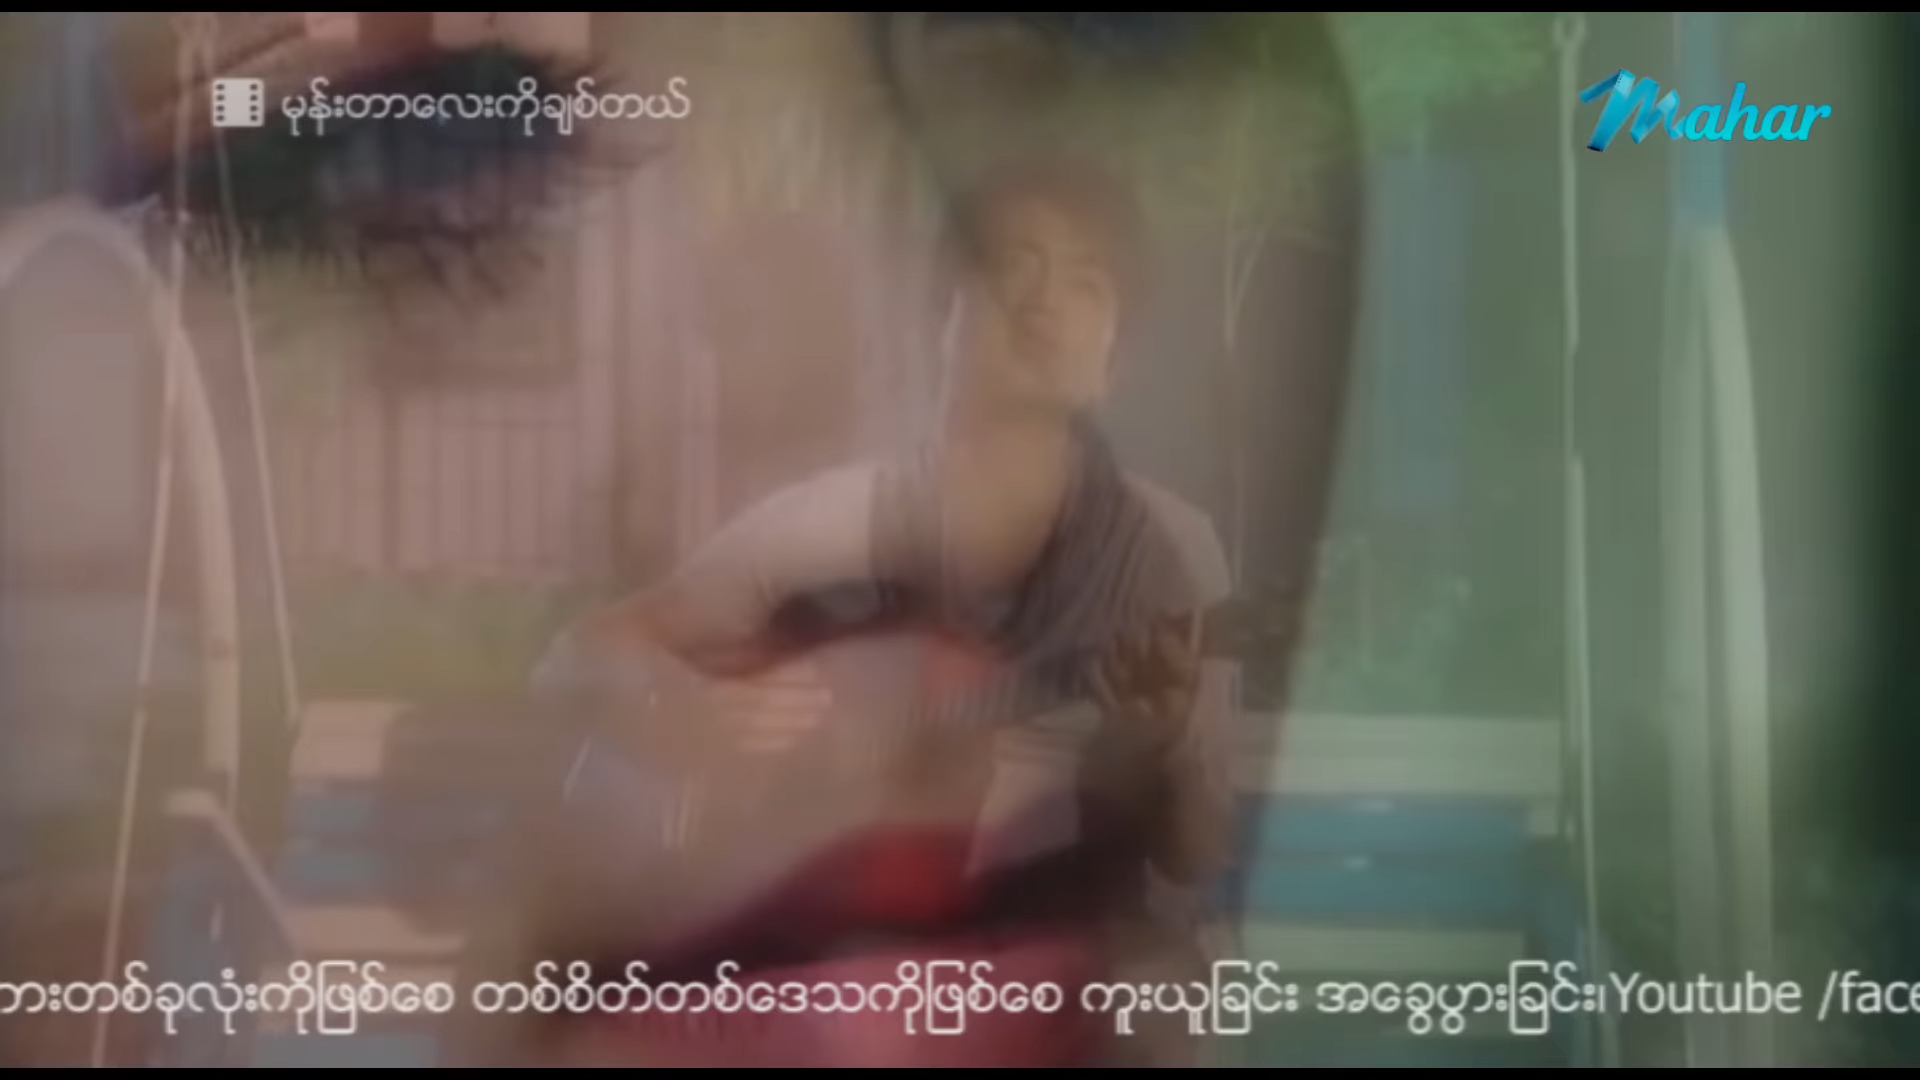 မုန်းတာလေးကိုချစ်တယ်
Mahar
ကားတစ်ခုလုံးကိုဖြစ်စေ တစ်စိတ်တစ်ဒေသကိုဖြစ်စေ ကူးယူခြင်း အခွေပွားခြင်း၊Youtube /face